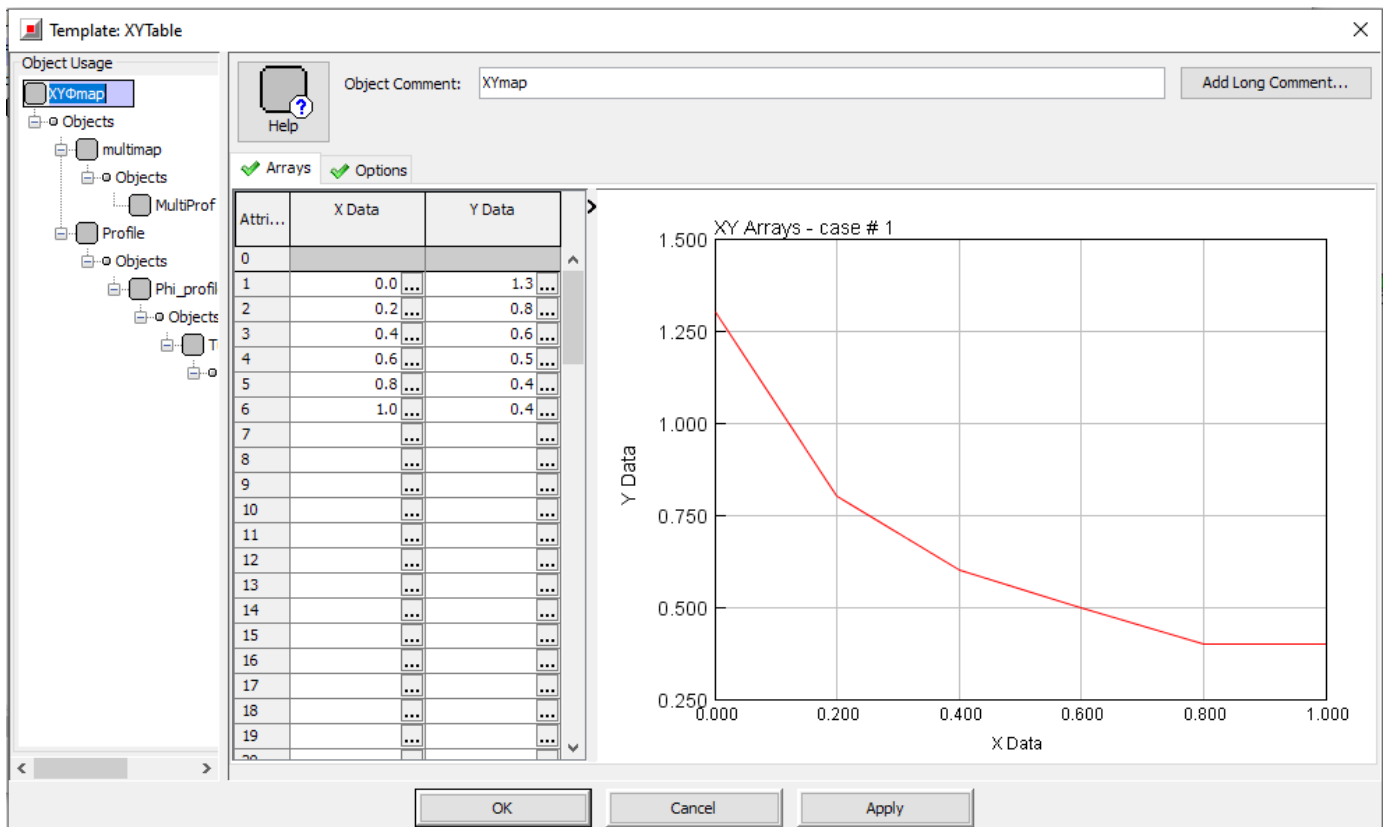 Template: XYTable
Object Usage
XYΦmap
Objects
multimap
Objects
MultiProf
Profile
Objects
Phi_profil
Objects
T
Help
Object Comment:
XYmap
Add Long Comment...
Arrays
Options
Attri...
X Data
Y Data
0
1 0.0 ... 1.3 ...
2 0.2 ... 0.8 ...
3 0.4 ... 0.6 ...
4 0.6 ... 0.5 ...
5 0.8 ... 0.4 ...
6 1.0 ... 0.4 ...
7 ... ...
8 ... ...
9 ... ...
10 ... ...
11 ... ...
12 ... ...
13 ... ...
14 ... ...
15 ... ...
16 ... ...
17 ... ...
18 ... ...
19 ... ...
XY Arrays - case # 1
1.500
1.250
1.000
0.750
0.500
0.250
Y Data
0.000 0.200 0.400 0.600 0.800 1.000
X Data
OK
Cancel
Apply